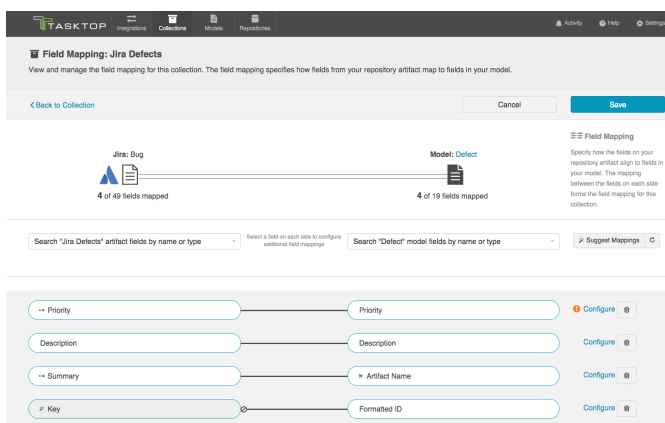 TASKTOP
Integrations
Collections
Models
Repositories
Activity
Help
Settings
Field Mapping: Jira Defects
View and manage the field mapping for this collection. The field mapping specifies how fields from your repository artifact map to fields in your model.
Back to Collection
Cancel
Save
Jira: Bug
4 of 49 fields mapped
Model: Defect
4 of 19 fields mapped
Field Mapping
Specify how the fields on your
repository artifact align to fields in
your model. The mapping
between the fields on each side
forms the field mapping for this
collection.
Search "Jira Defects" artifact fields by name or type
Select a field on each side to configure
additional field mappings
Search "Defect" model fields by name or type
Suggest Mappings
Priority
Priority
Configure
Description
Description
Configure
Summary
Artifact Name
Configure
Key
Formatted ID
Configure